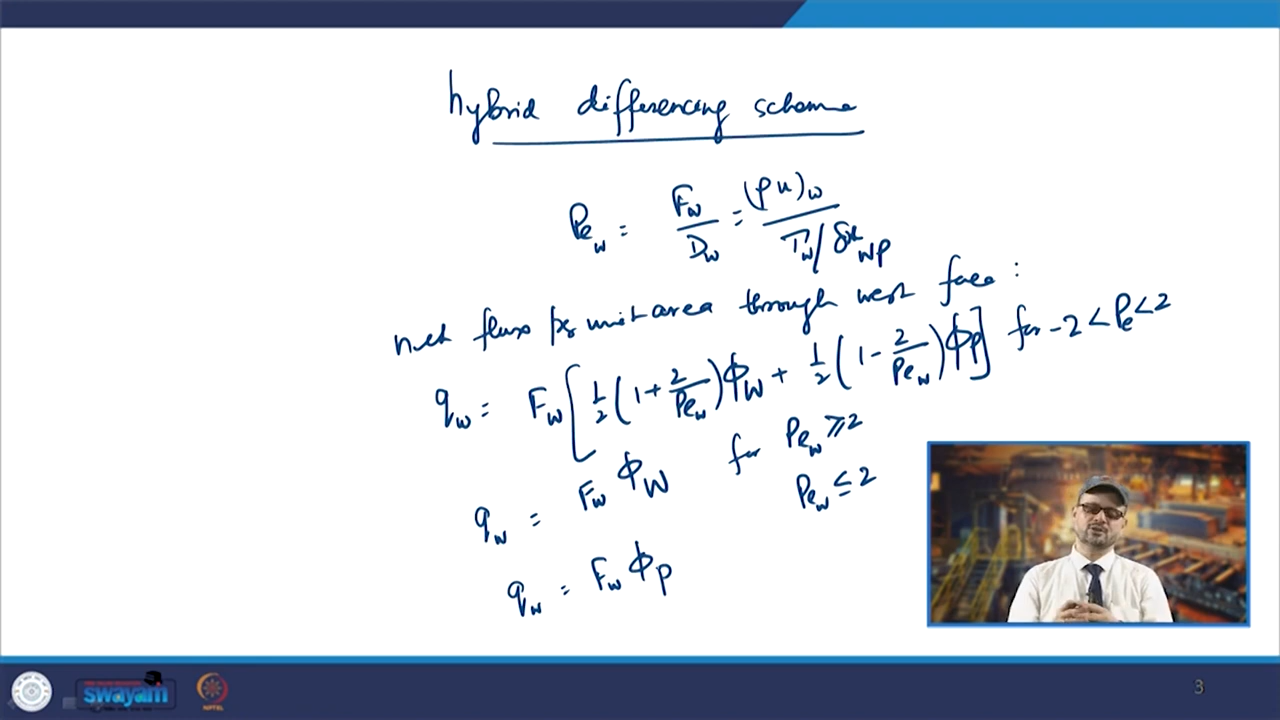 hybrid differencing scheme
Pe_w = F_w / D_w = (ρu)_w / (Γ_w / δx_WP)
net flux per unit area through west face :
q_w = F_w [ 1/2 (1 + 2/Pe_w) ϕ_W + 1/2 (1 - 2/Pe_w) ϕ_P ] for -2 < Pe < 2
q_w = F_w ϕ_W for Pe_w ≥ 2
q_w = F_w ϕ_P Pe_w ≤ 2
swayam
NPTEL
3